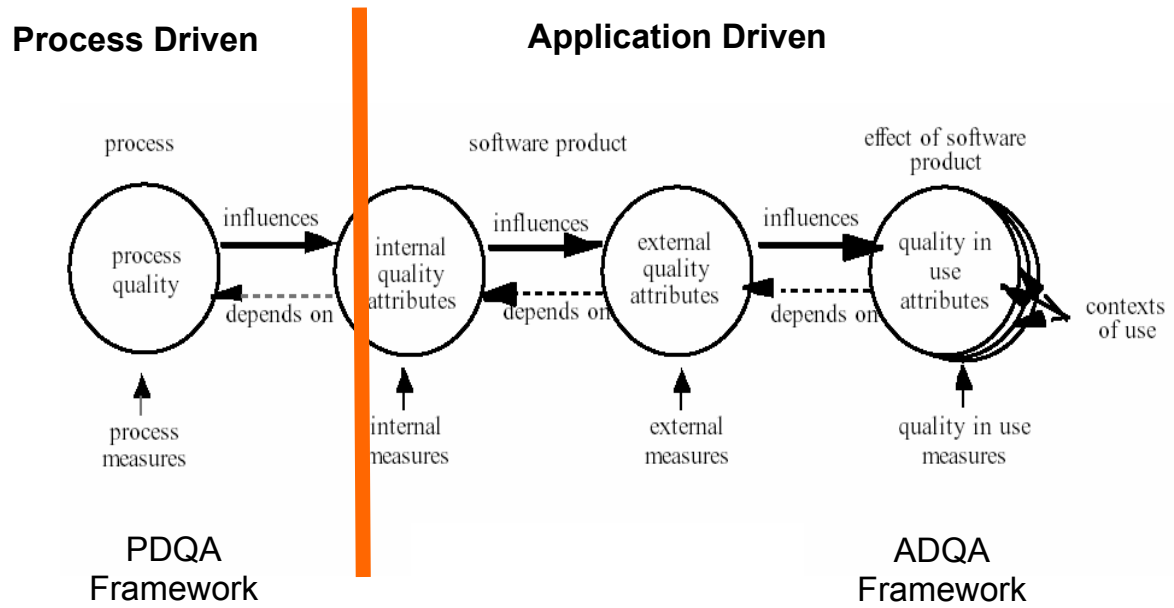 Process Driven
Application Driven
process
software product
effect of software
product
influences
influences
influences
process
quality
internal
quality
attributes
external
quality
attributes
quality in
use
attributes
depends on
depends on
depends on
contexts
of use
process
measures
internal
measures
external
measures
quality in use
measures
PDQA
Framework
ADQA
Framework